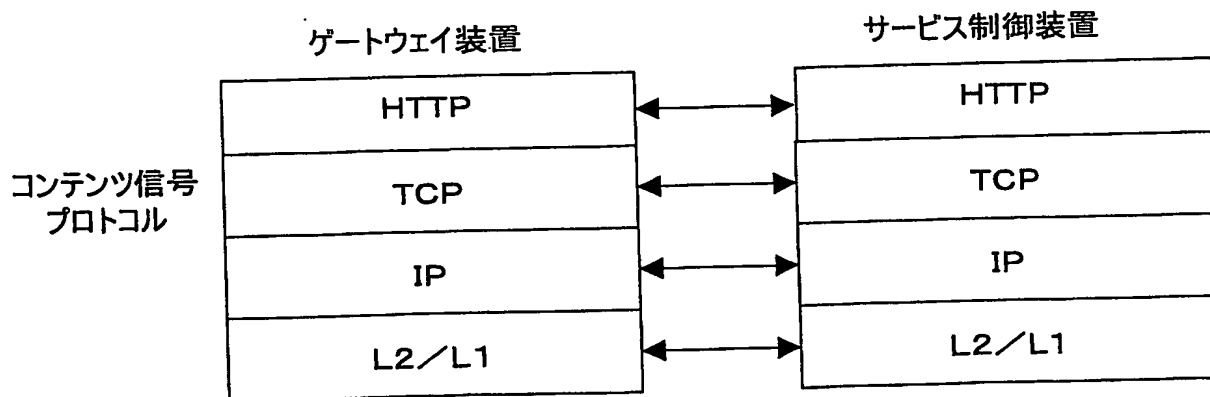 ゲートウェイ装置
サービス制御装置
HTTP
HTTP
コンテンツ信号
プロトコル
TCP
TCP
IP
IP
L2／L1
L2／L1